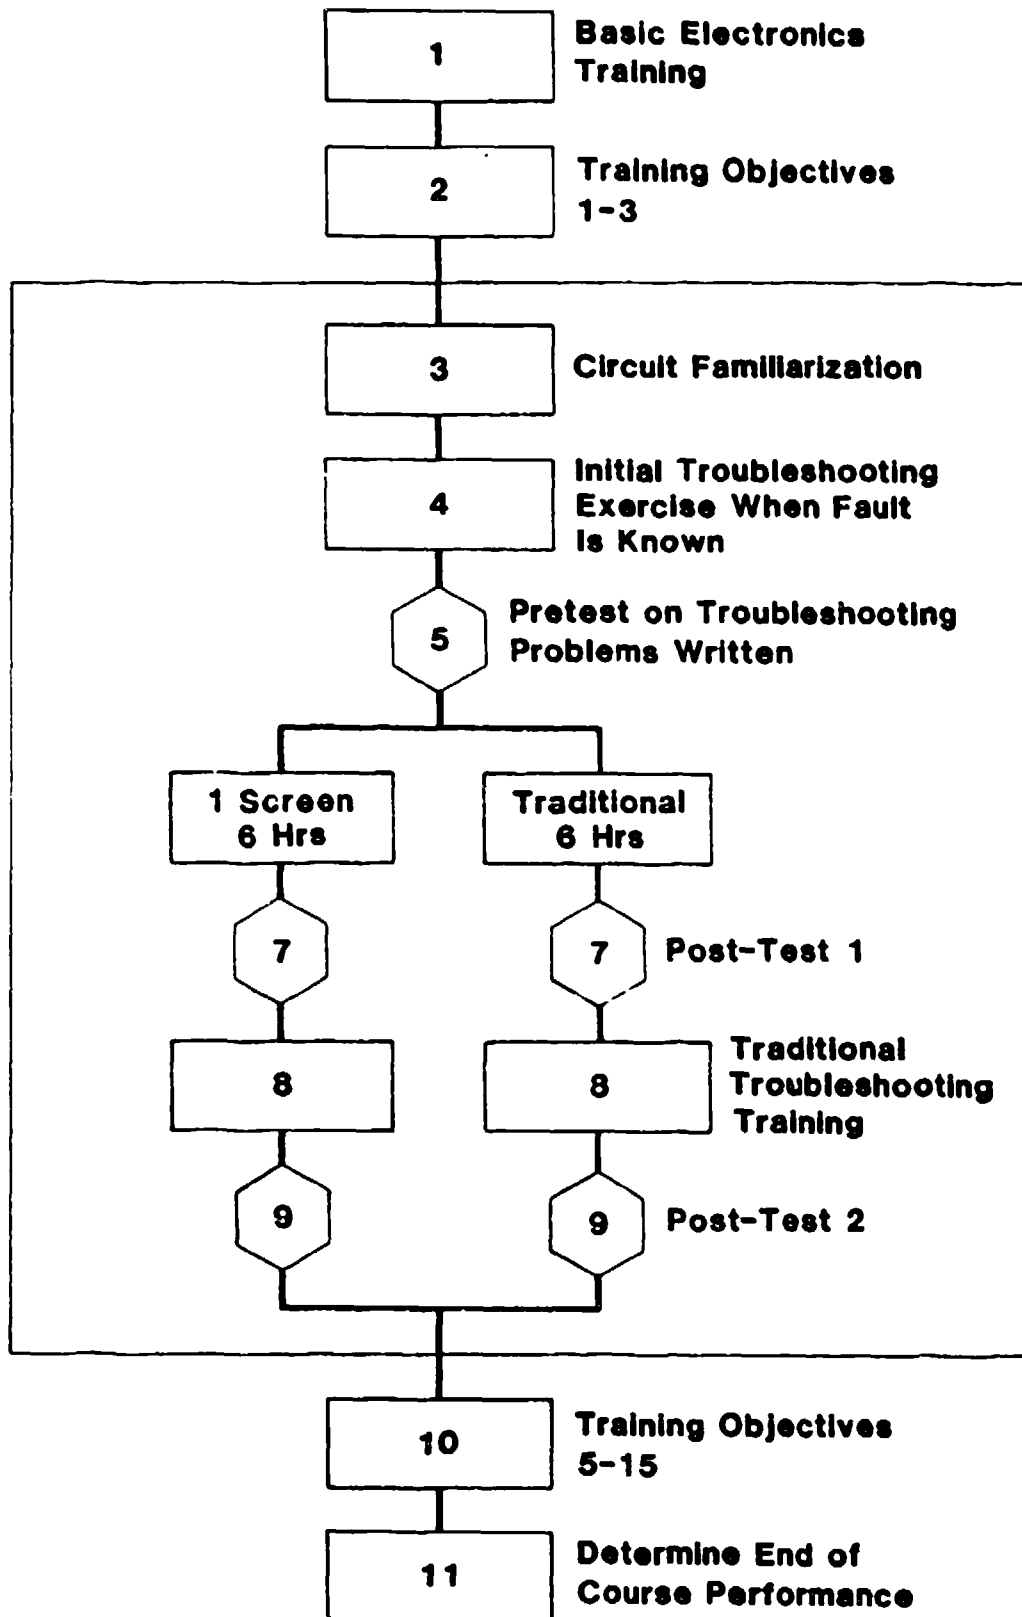 1
Basic Electronics
Training
2
Training Objectives
1-3
3
Circuit Familiarization
4
Initial Troubleshooting
Exercise When Fault
Is Known
5
Pretest on Troubleshooting
Problems Written
1 Screen
6 Hrs
Traditional
6 Hrs
7
7
Post-Test 1
8
8
Traditional
Troubleshooting
Training
9
9
Post-Test 2
10
Training Objectives
5-15
11
Determine End of
Course Performance